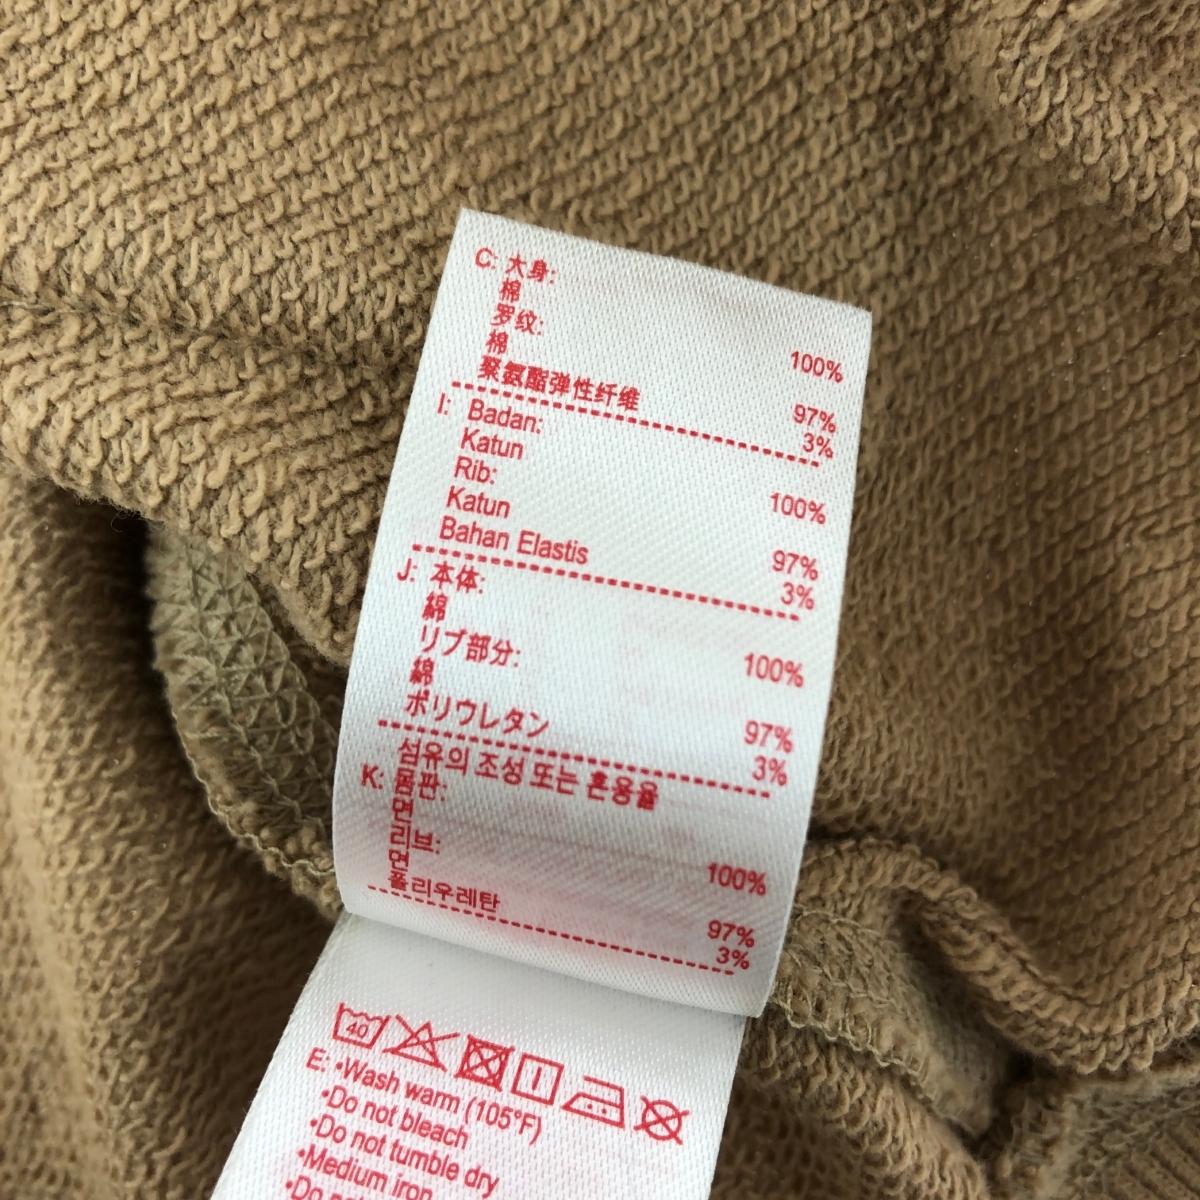 C: 大身:
棉 100%
罗纹:
棉 97%
聚氨酯弹性纤维 3%
I: Badan:
Katun 100%
Rib:
Katun 97%
Bahan Elastis 3%
J: 本体:
綿 100%
リブ部分:
綿 97%
ポリウレタン 3%
섬유의 조성 또는 혼용율
K: 몸판:
면 100%
리브:
면 97%
폴리우레탄 3%
40
E: •Wash warm (105°F)
•Do not bleach
•Do not tumble dry
•Medium iron
•Do